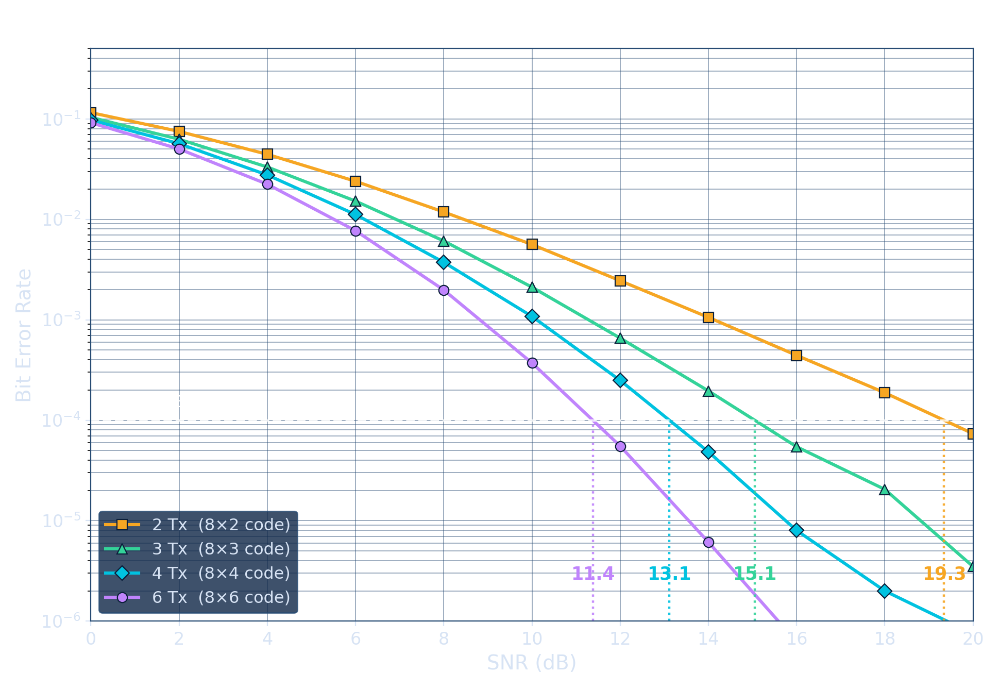 10⁻¹
10⁻²
10⁻³
10⁻⁴
10⁻⁵
10⁻⁶
Bit Error Rate
2 Tx (8×2 code)
3 Tx (8×3 code)
4 Tx (8×4 code)
6 Tx (8×6 code)
11.4 13.1 15.1 19.3
0 2 4 6 8 10 12 14 16 18 20
SNR (dB)